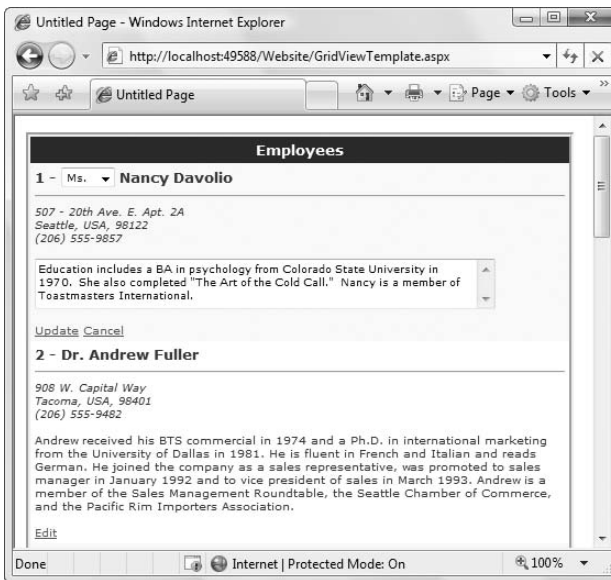 Untitled Page - Windows Internet Explorer
http://localhost:49588/Website/GridViewTemplate.aspx
Untitled Page
Page
Tools
Employees
1 - Ms. Nancy Davolio
507 - 20th Ave. E. Apt. 2A
Seattle, USA, 98122
(206) 555-9857
Education includes a BA in psychology from Colorado State University in
1970. She also completed "The Art of the Cold Call." Nancy is a member of
Toastmasters International.
Update Cancel
2 - Dr. Andrew Fuller
908 W. Capital Way
Tacoma, USA, 98401
(206) 555-9482
Andrew received his BTS commercial in 1974 and a Ph.D. in international marketing
from the University of Dallas in 1981. He is fluent in French and Italian and reads
German. He joined the company as a sales representative, was promoted to sales
manager in January 1992 and to vice president of sales in March 1993. Andrew is a
member of the Sales Management Roundtable, the Seattle Chamber of Commerce,
and the Pacific Rim Importers Association.
Edit
Done
Internet | Protected Mode: On
100%